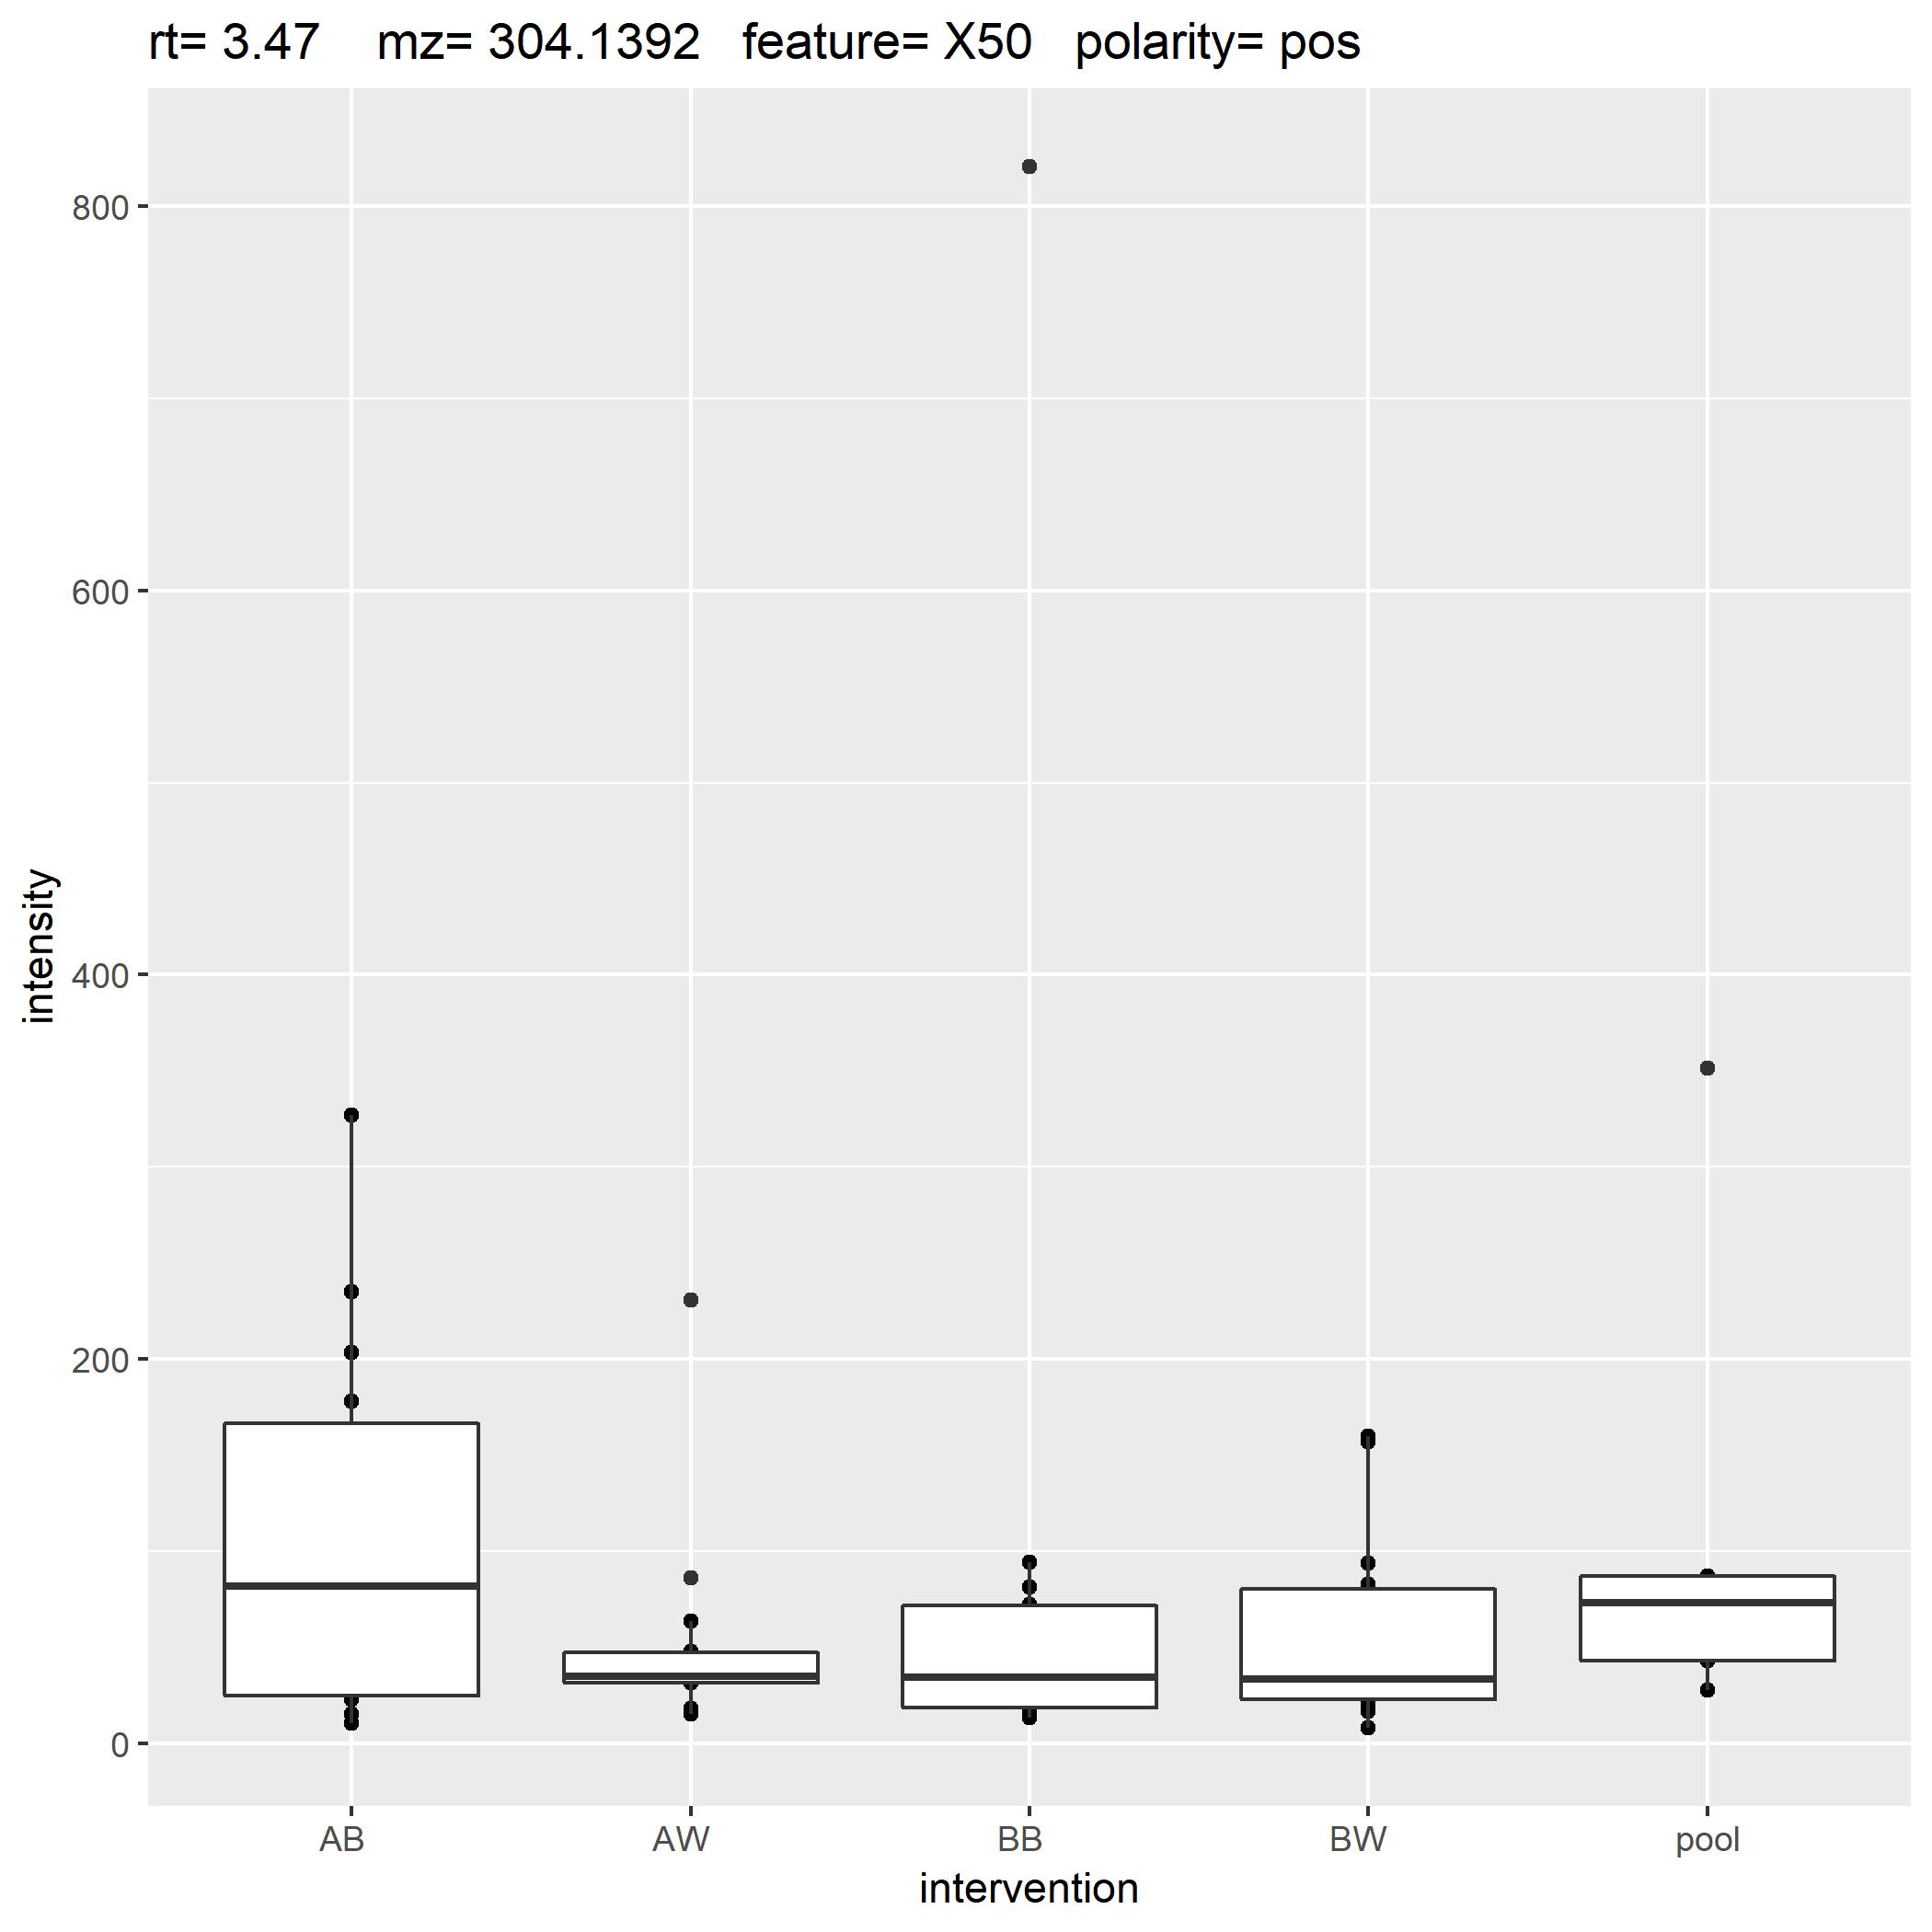 rt= 3.47 mz= 304.1392 feature= X50 polarity= pos
intensity
800
600
400
200
0
AB AW BB BW pool
intervention